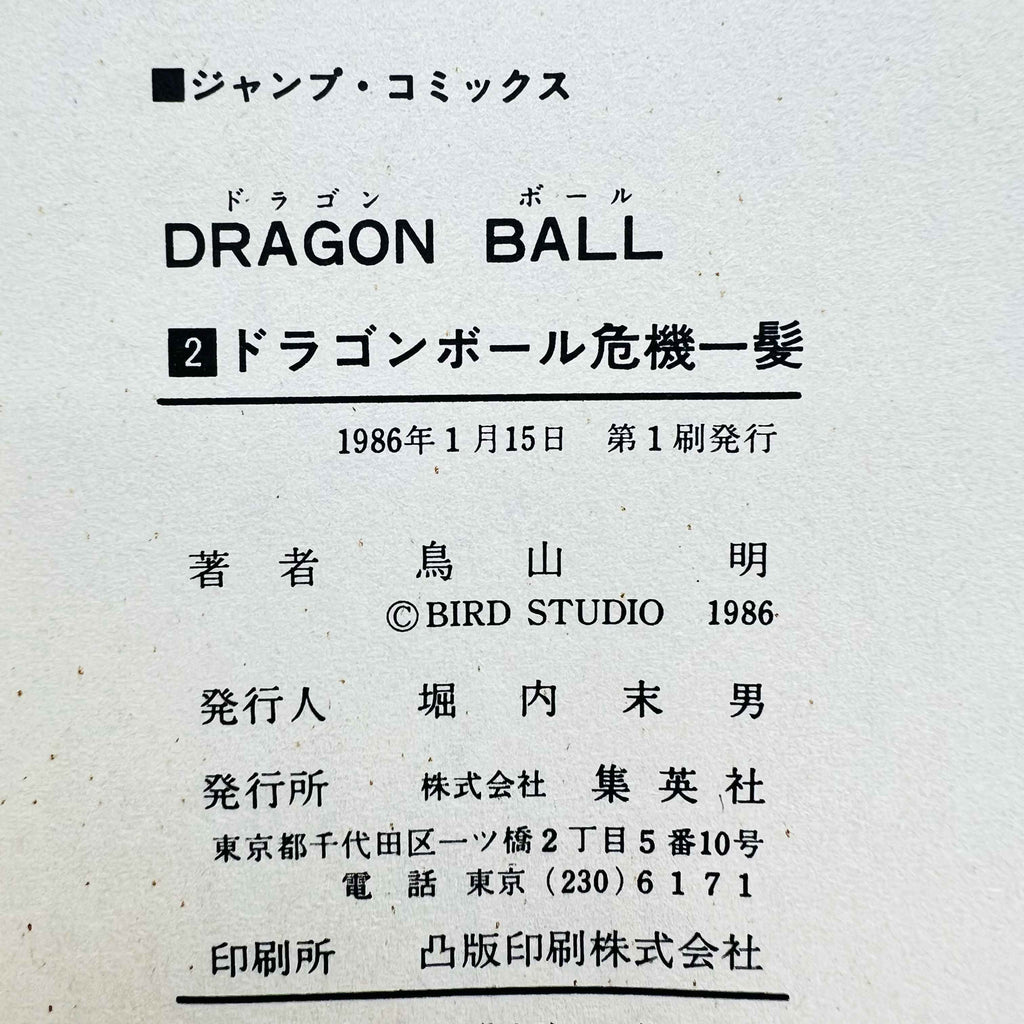 ■ジャンプ・コミックス
ドラゴン ボール
DRAGON BALL
2 ドラゴンボール危機一髪
1986年1月15日 第1刷発行
著者 鳥山 明
©BIRD STUDIO 1986
発行人 堀内末男
発行所 株式会社 集英社
東京都千代田区一ツ橋2丁目5番10号
電話 東京(230)6171
印刷所 凸版印刷株式会社